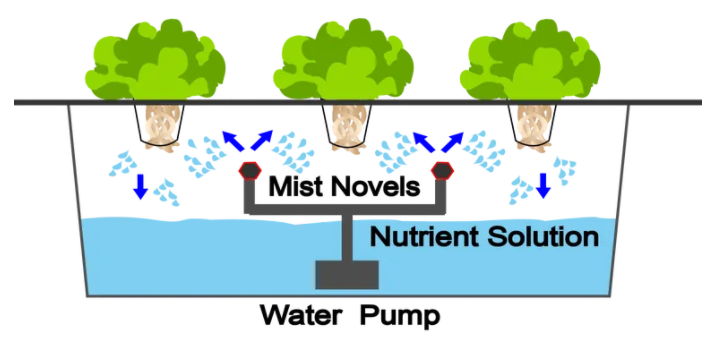 Mist Novels
Nutrient Solution
Water Pump